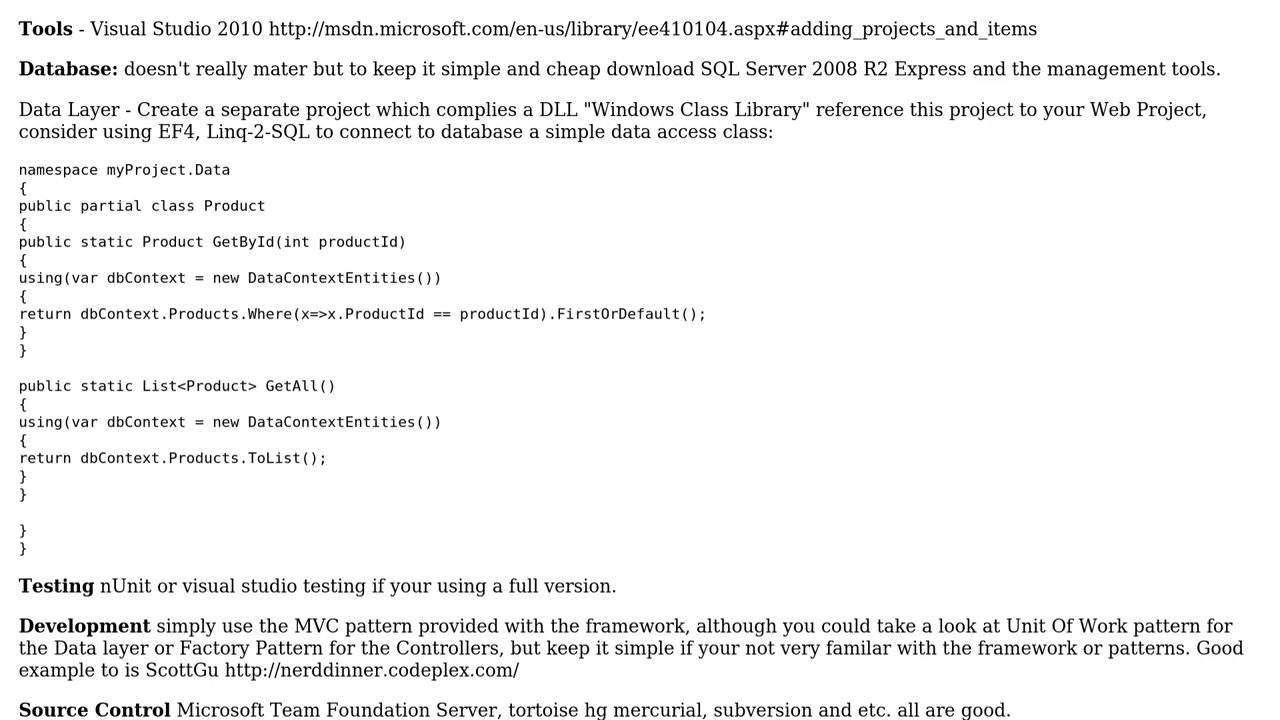 Tools - Visual Studio 2010 http://msdn.microsoft.com/en-us/library/ee410104.aspx#adding_projects_and_items
Database: doesn't really mater but to keep it simple and cheap download SQL Server 2008 R2 Express and the management tools.
Data Layer - Create a separate project which complies a DLL "Windows Class Library" reference this project to your Web Project,
consider using EF4, Linq-2-SQL to connect to database a simple data access class:
namespace myProject.Data
{
public partial class Product
{
public static Product GetById(int productId)
{
using(var dbContext = new DataContextEntities())
{
return dbContext.Products.Where(x=>x.ProductId == productId).FirstOrDefault();
}
}
public static List<Product> GetAll()
{
using(var dbContext = new DataContextEntities())
{
return dbContext.Products.ToList();
}
}
}
}
Testing nUnit or visual studio testing if your using a full version.
Development simply use the MVC pattern provided with the framework, although you could take a look at Unit Of Work pattern for
the Data layer or Factory Pattern for the Controllers, but keep it simple if your not very familar with the framework or patterns. Good
example to is ScottGu http://nerddinner.codeplex.com/
Source Control Microsoft Team Foundation Server, tortoise hg mercurial, subversion and etc. all are good.